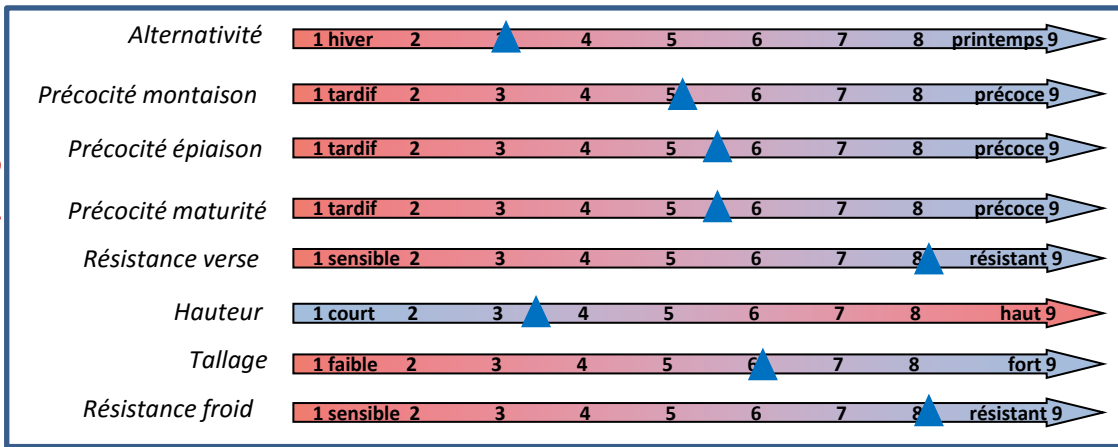 Alternativité 1 hiver 2 4 5 6 7 8 printemps 9
Précocité montaison 1 tardif 2 3 4 5 6 7 8 précoce 9
Précocité épiaison 1 tardif 2 3 4 5 6 7 8 précoce 9
Précocité maturité 1 tardif 2 3 4 5 6 7 8 précoce 9
Résistance verse 1 sensible 2 3 4 5 6 7 8 résistant 9
Hauteur 1 court 2 3 4 5 6 7 8 haut 9
Tallage 1 faible 2 3 4 5 6 7 8 fort 9
Résistance froid 1 sensible 2 3 4 5 6 7 8 résistant 9